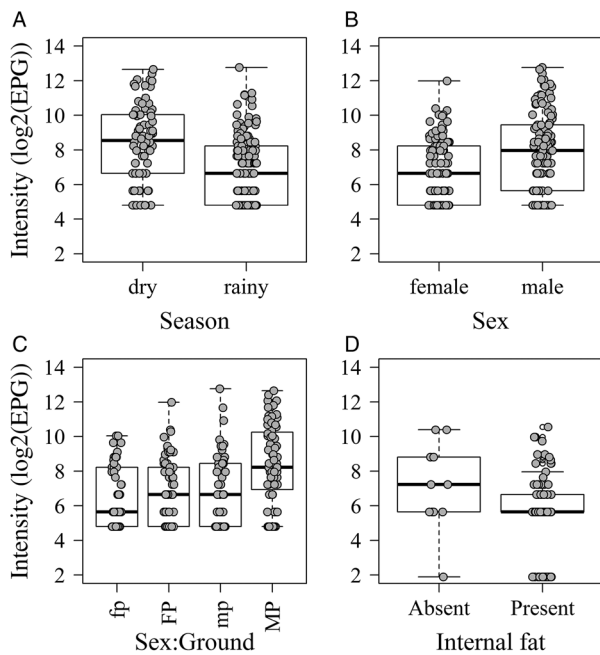 A
Intensity (log2(EPG))
14
12
10
8
6
4
2
dry
rainy
Season
B
14
12
10
8
6
4
2
female
male
Sex
C
Intensity (log2(EPG))
14
12
10
8
6
4
2
fp
FP
mp
MP
Sex:Ground
D
14
12
10
8
6
4
2
Absent
Present
Internal fat